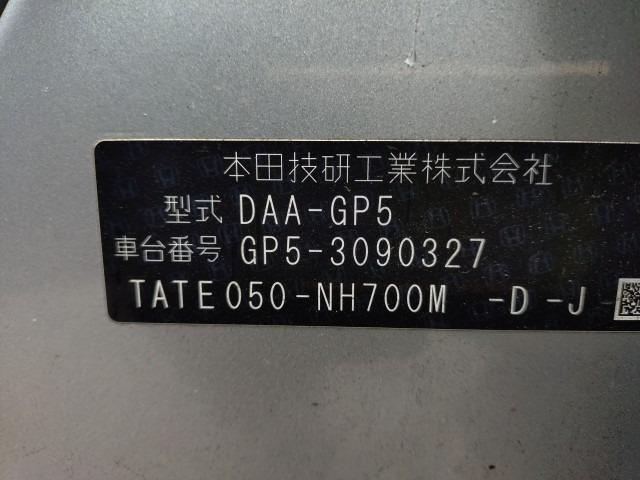 本田技研工業株式会社
型式 DAA-GP5
車台番号 GP5-3090327
TATE050-NH700M -D -J -